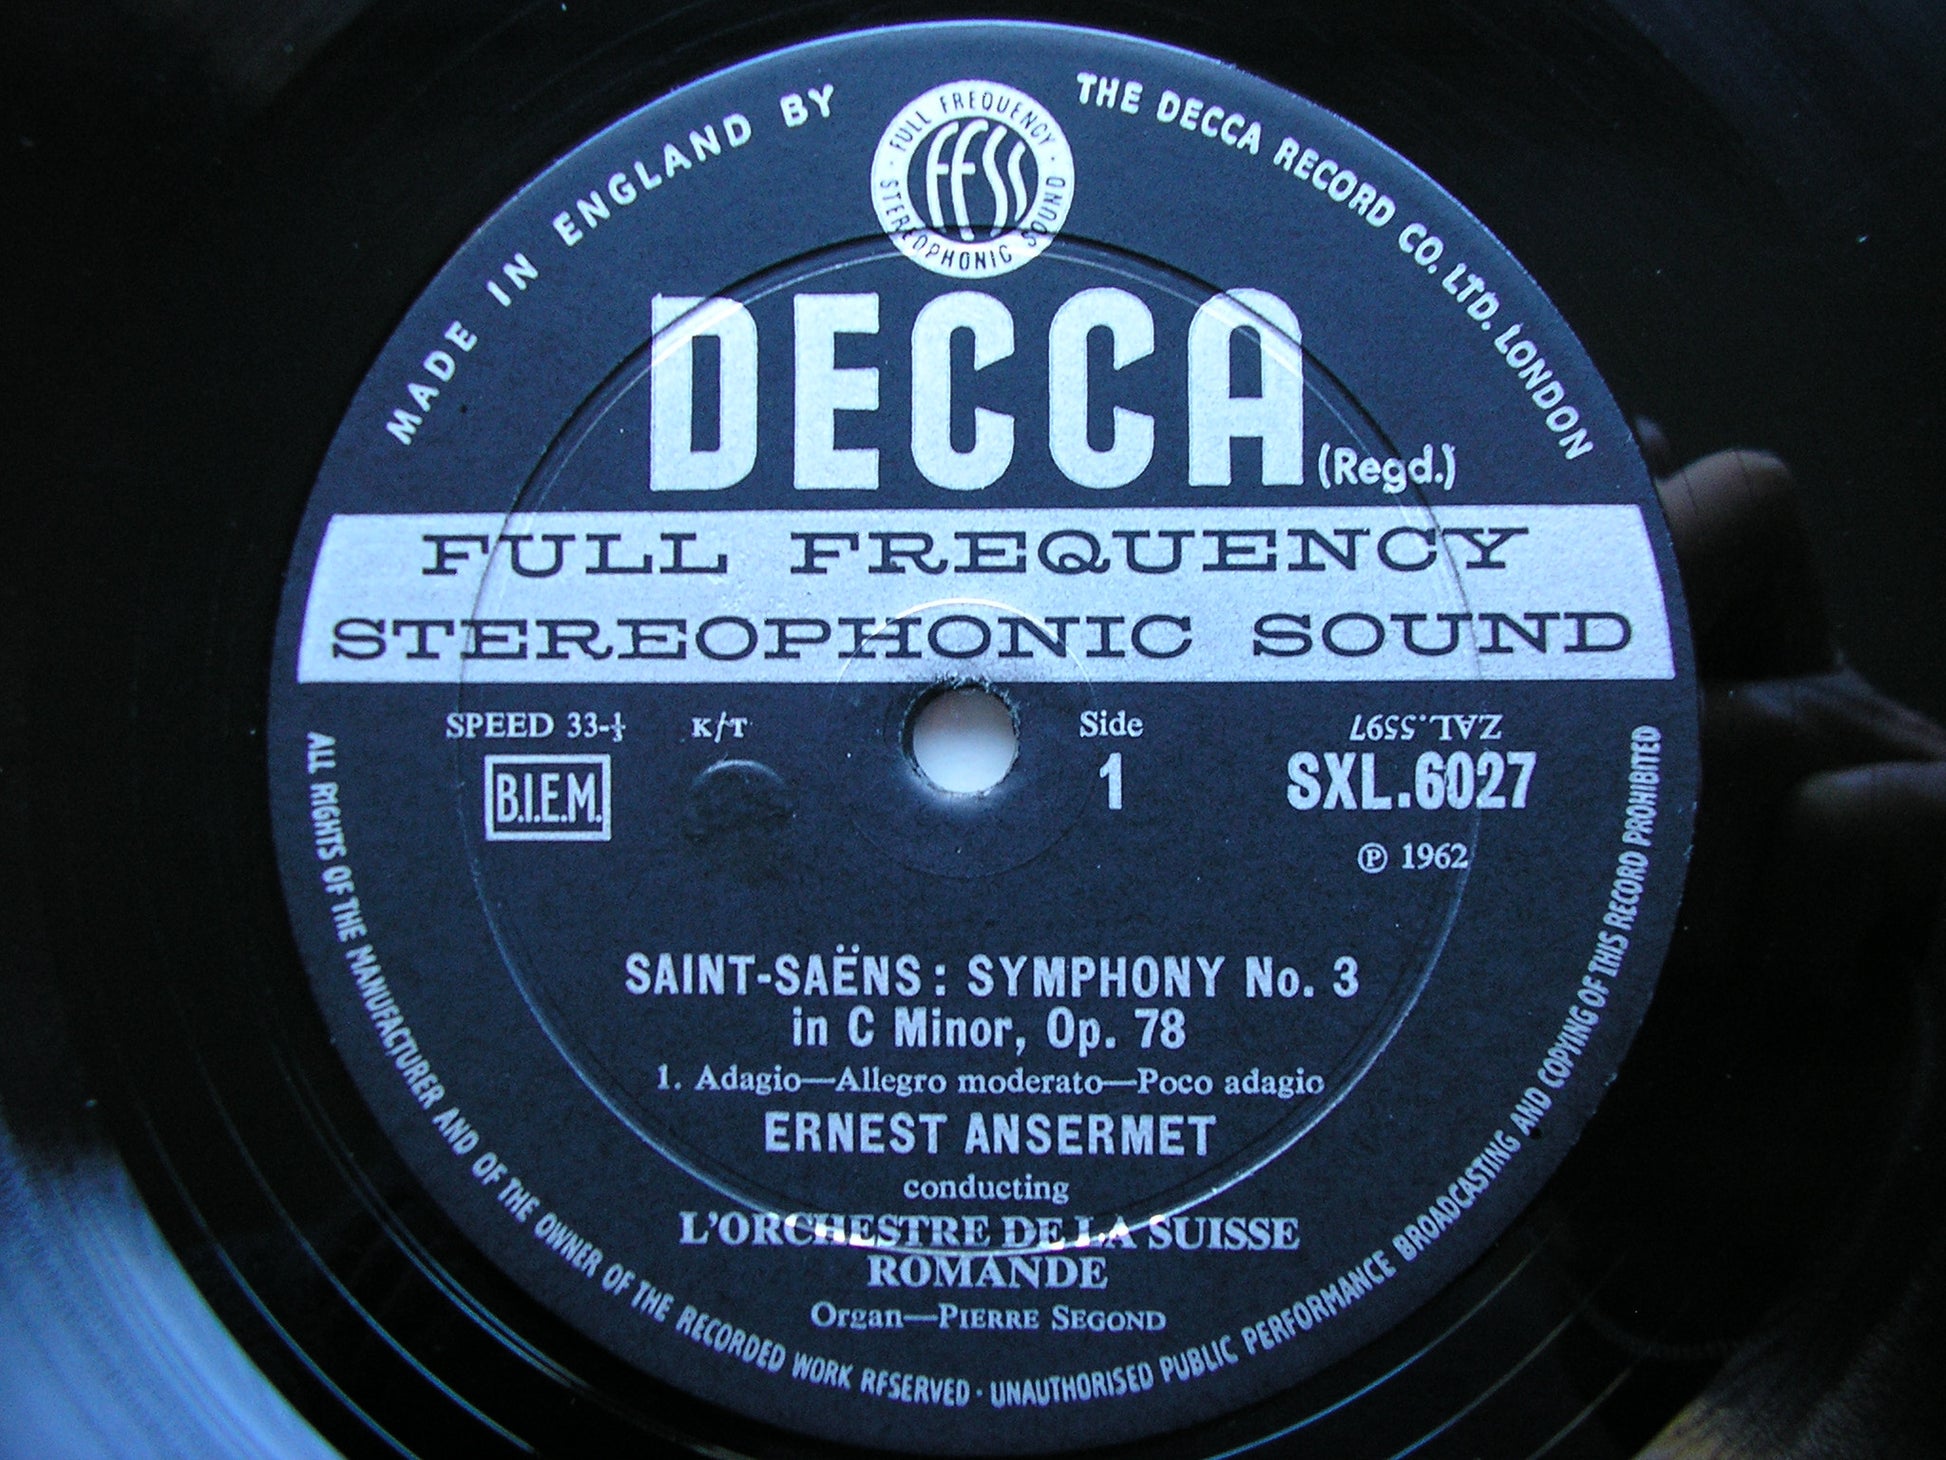 MADE IN ENGLAND BY
THE DECCA RECORD CO. LTD. LONDON
FULL FREQUENCY
FFSS
STEREOPHONIC SOUND
DECCA
(Regd.)
FULL FREQUENCY
STEREOPHONIC SOUND
SPEED 33-⅓
K/T
Side
ZAL.5597
B.I.E.M.
1
SXL.6027
℗ 1962
SAINT-SAËNS: SYMPHONY No. 3
in C Minor, Op. 78
1. Adagio—Allegro moderato—Poco adagio
ERNEST ANSERMET
conducting
L'ORCHESTRE DE LA SUISSE
ROMANDE
Organ—PIERRE SEGOND
ALL RIGHTS OF THE MANUFACTURER AND OF THE OWNER OF THE RECORDED WORK RESERVED · UNAUTHORISED PUBLIC PERFORMANCE BROADCASTING AND COPYING OF THIS RECORD PROHIBITED